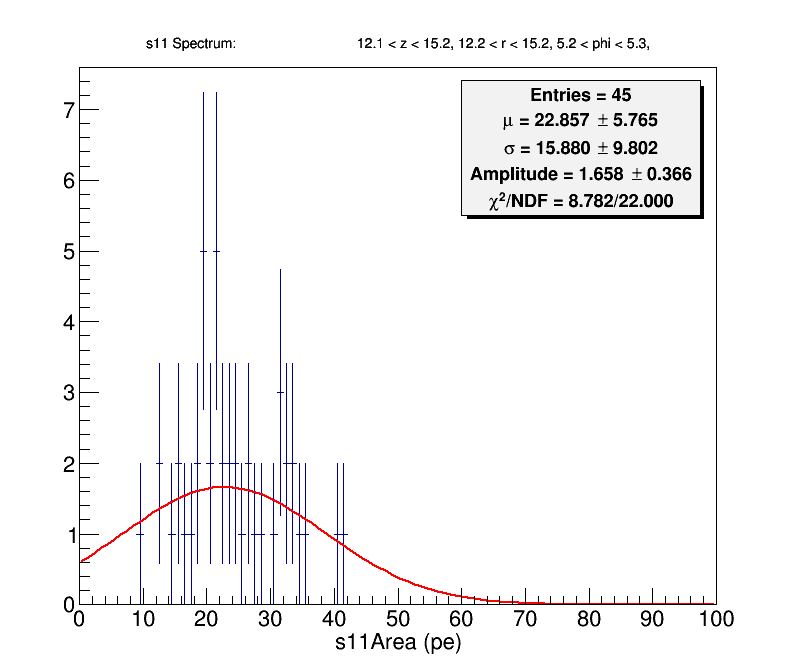 s11 Spectrum: 12.1 < z < 15.2, 12.2 < r < 15.2, 5.2 < phi < 5.3,
Entries = 45
μ = 22.857 ± 5.765
σ = 15.880 ± 9.802
Amplitude = 1.658 ± 0.366
χ²/NDF = 8.782/22.000
7
6
5
4
3
2
1
0
0 10 20 30 40 50 60 70 80 90 100
s11Area (pe)